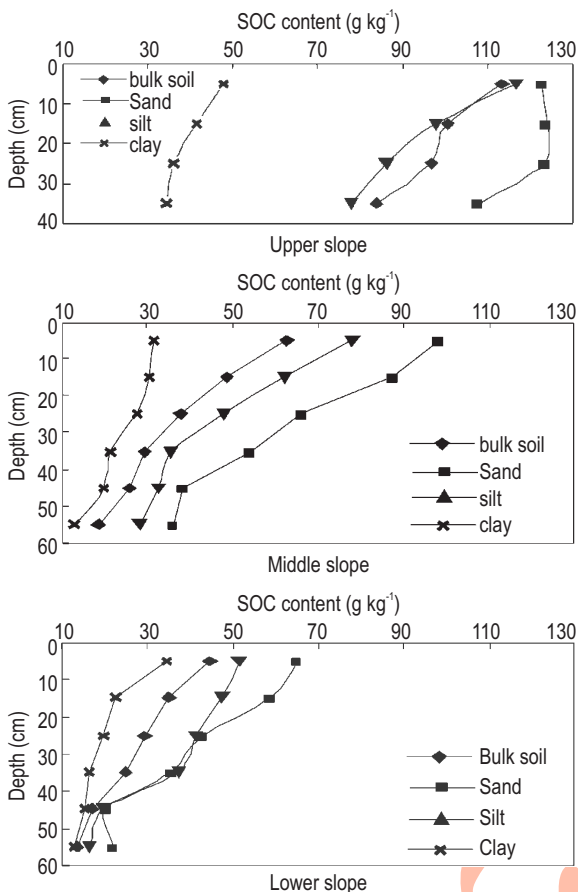 SOC content (g kg-1)
10 30 50 70 90 110 130
0
10
20
30
40
Depth (cm)
bulk soil
Sand
silt
clay
Upper slope
SOC content (g kg-1)
10 30 50 70 90 110 130
0
10
20
30
40
50
60
Depth (cm)
bulk soil
Sand
silt
clay
Middle slope
SOC content (g kg-1)
10 30 50 70 90 110 130
0
10
20
30
40
50
60
Depth (cm)
Bulk soil
Sand
Silt
Clay
Lower slope